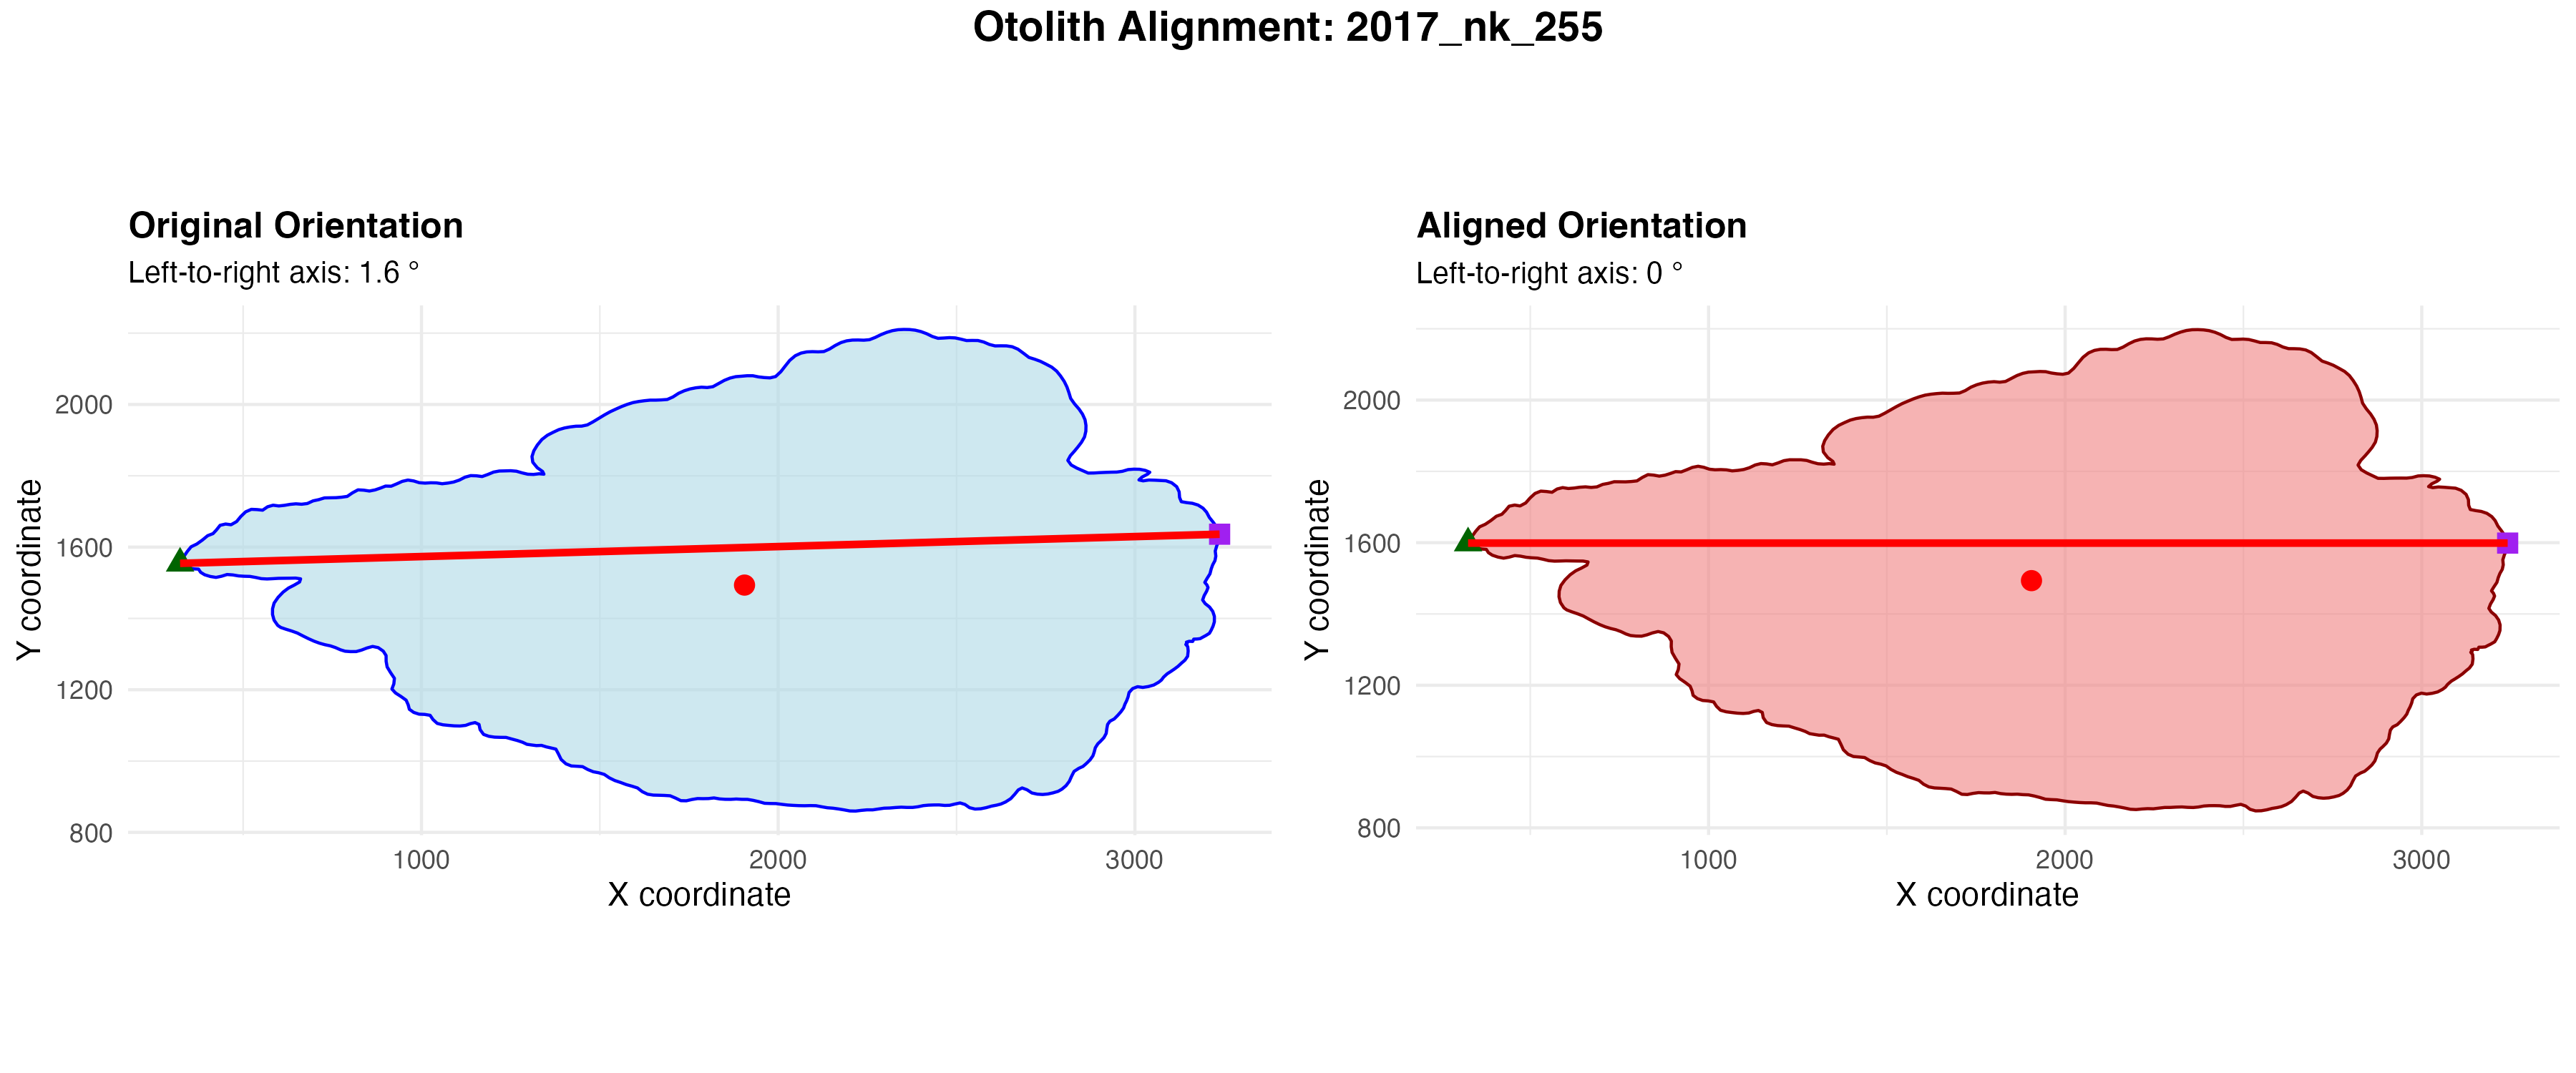 Otolith Alignment: 2017_nk_255
Original Orientation
Left-to-right axis: 1.6 °
Y coordinate
2000
1600
1200
800
1000
2000
3000
X coordinate
Aligned Orientation
Left-to-right axis: 0 °
Y coordinate
2000
1600
1200
800
1000
2000
3000
X coordinate